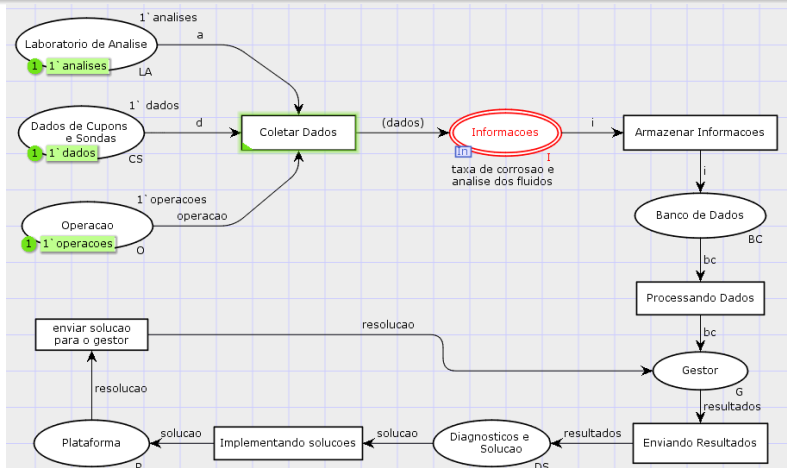 1`analises
Laboratorio de Analise
a
1 1`analises
LA
1` dados
Dados de Cupons
e Sondas
d
1 1`dados
CS
Coletar Dados
(dados)
Informacoes
In
I
taxa de corrosao e
analise dos fluidos
i
Armazenar Informacoes
1`operacoes
operacao
Operacao
1 1`operacoes
O
i
Banco de Dados
BC
bc
Processando Dados
bc
enviar solucao
para o gestor
resolucao
Gestor
G
resolucao
resultados
Plataforma
P
solucao
Implementando solucoes
solucao
Diagnosticos e
Solucao
DS
resultados
Enviando Resultados